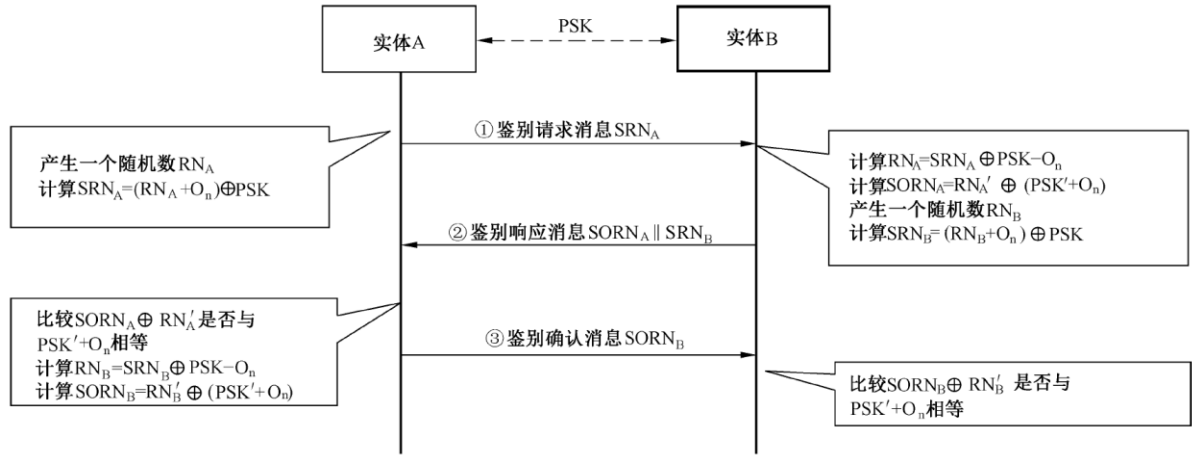 实体A
PSK
实体B
①鉴别请求消息SRN_A
产生一个随机数RN_A
计算SRN_A=(RN_A+O_n)⊕PSK
计算RN_A=SRN_A⊕PSK−O_n
计算SORN_A=RN_A′ ⊕ (PSK′+O_n)
产生一个随机数RN_B
计算SRN_B=(RN_B+O_n)⊕PSK
②鉴别响应消息SORN_A‖SRN_B
比较SORN_A⊕ RN_A′是否与
PSK′+O_n相等
计算RN_B=SRN_B⊕PSK−O_n
计算SORN_B=RN_B′⊕(PSK′+O_n)
③鉴别确认消息SORN_B
比较SORN_B⊕ RN_B′ 是否与
PSK′+O_n相等